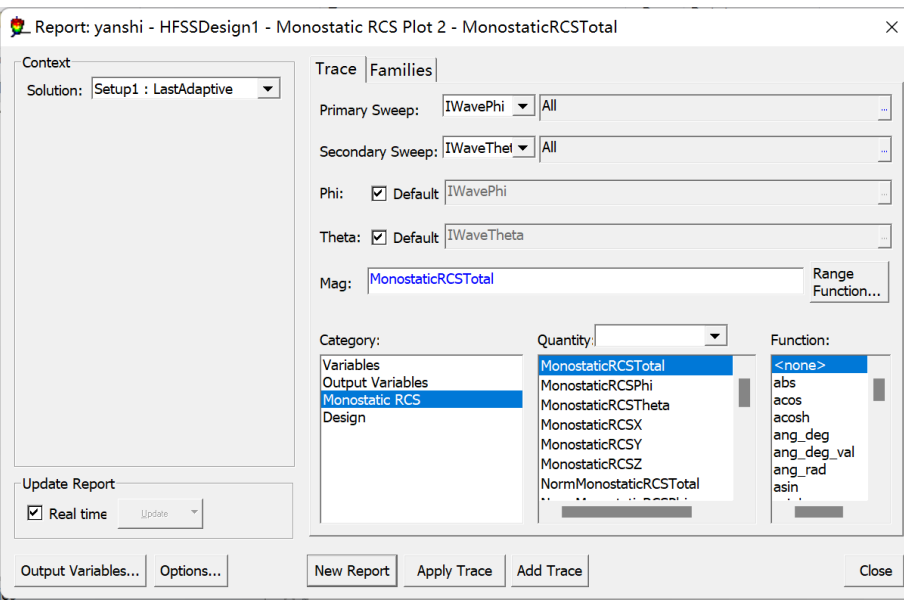 Report: yanshi - HFSSDesign1 - Monostatic RCS Plot 2 - MonostaticRCSTotal
Context
Solution: Setup1 : LastAdaptive
Update Report
Real time Update
Output Variables... Options...
Trace Families
Primary Sweep: IWavePhi All ...
Secondary Sweep: IWaveThet All ...
Phi: Default IWavePhi ...
Theta: Default IWaveTheta ...
Mag: MonostaticRCSTotal
Range
Function...
Category:
Variables
Output Variables
Monostatic RCS
Design
Quantity:
MonostaticRCSTotal
MonostaticRCSPhi
MonostaticRCSTheta
MonostaticRCSX
MonostaticRCSY
MonostaticRCSZ
NormMonostaticRCSTotal
Function:
<none>
abs
acos
acosh
ang_deg
ang_deg_val
ang_rad
asin
New Report Apply Trace Add Trace Close